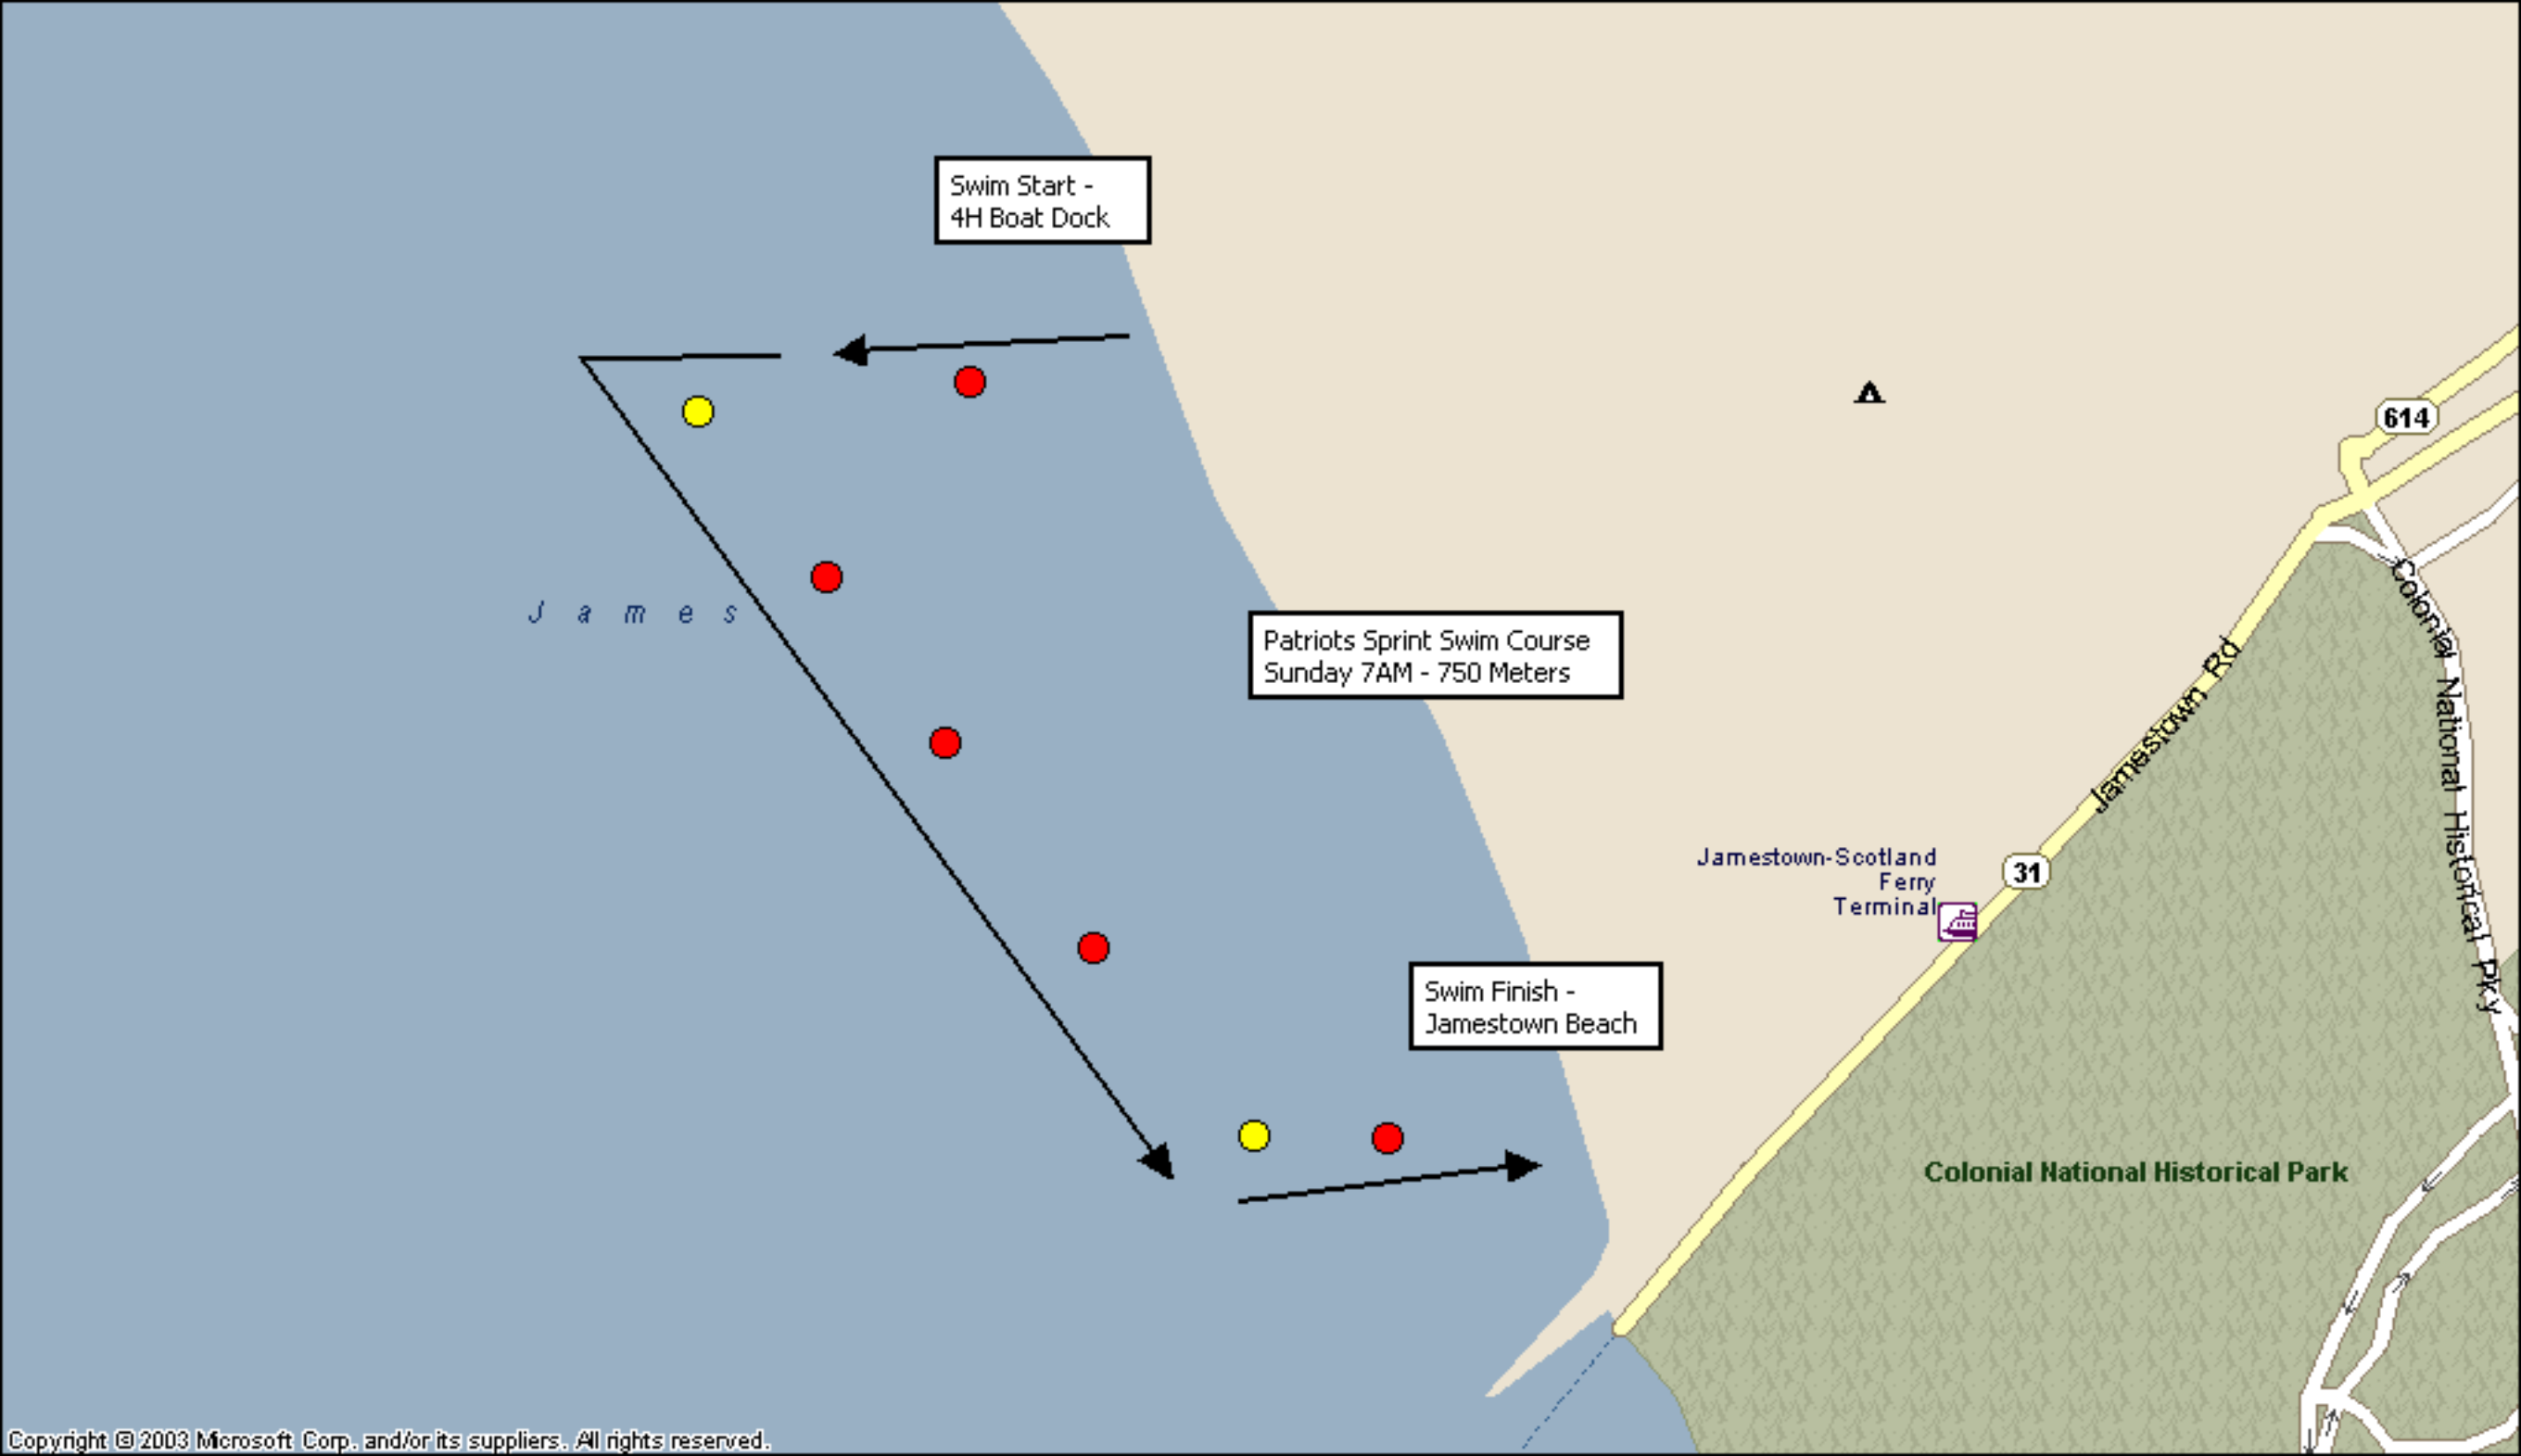 Swim Start -
4H Boat Dock
614
James
Patriots Sprint Swim Course
Sunday 7AM - 750 Meters
Colonial National Historical Pky
Jamestown Rd
Jamestown-Scotland
Ferry
Terminal
31
Swim Finish -
Jamestown Beach
Colonial National Historical Park
Copyright © 2003 Microsoft Corp. and/or its suppliers. All rights reserved.